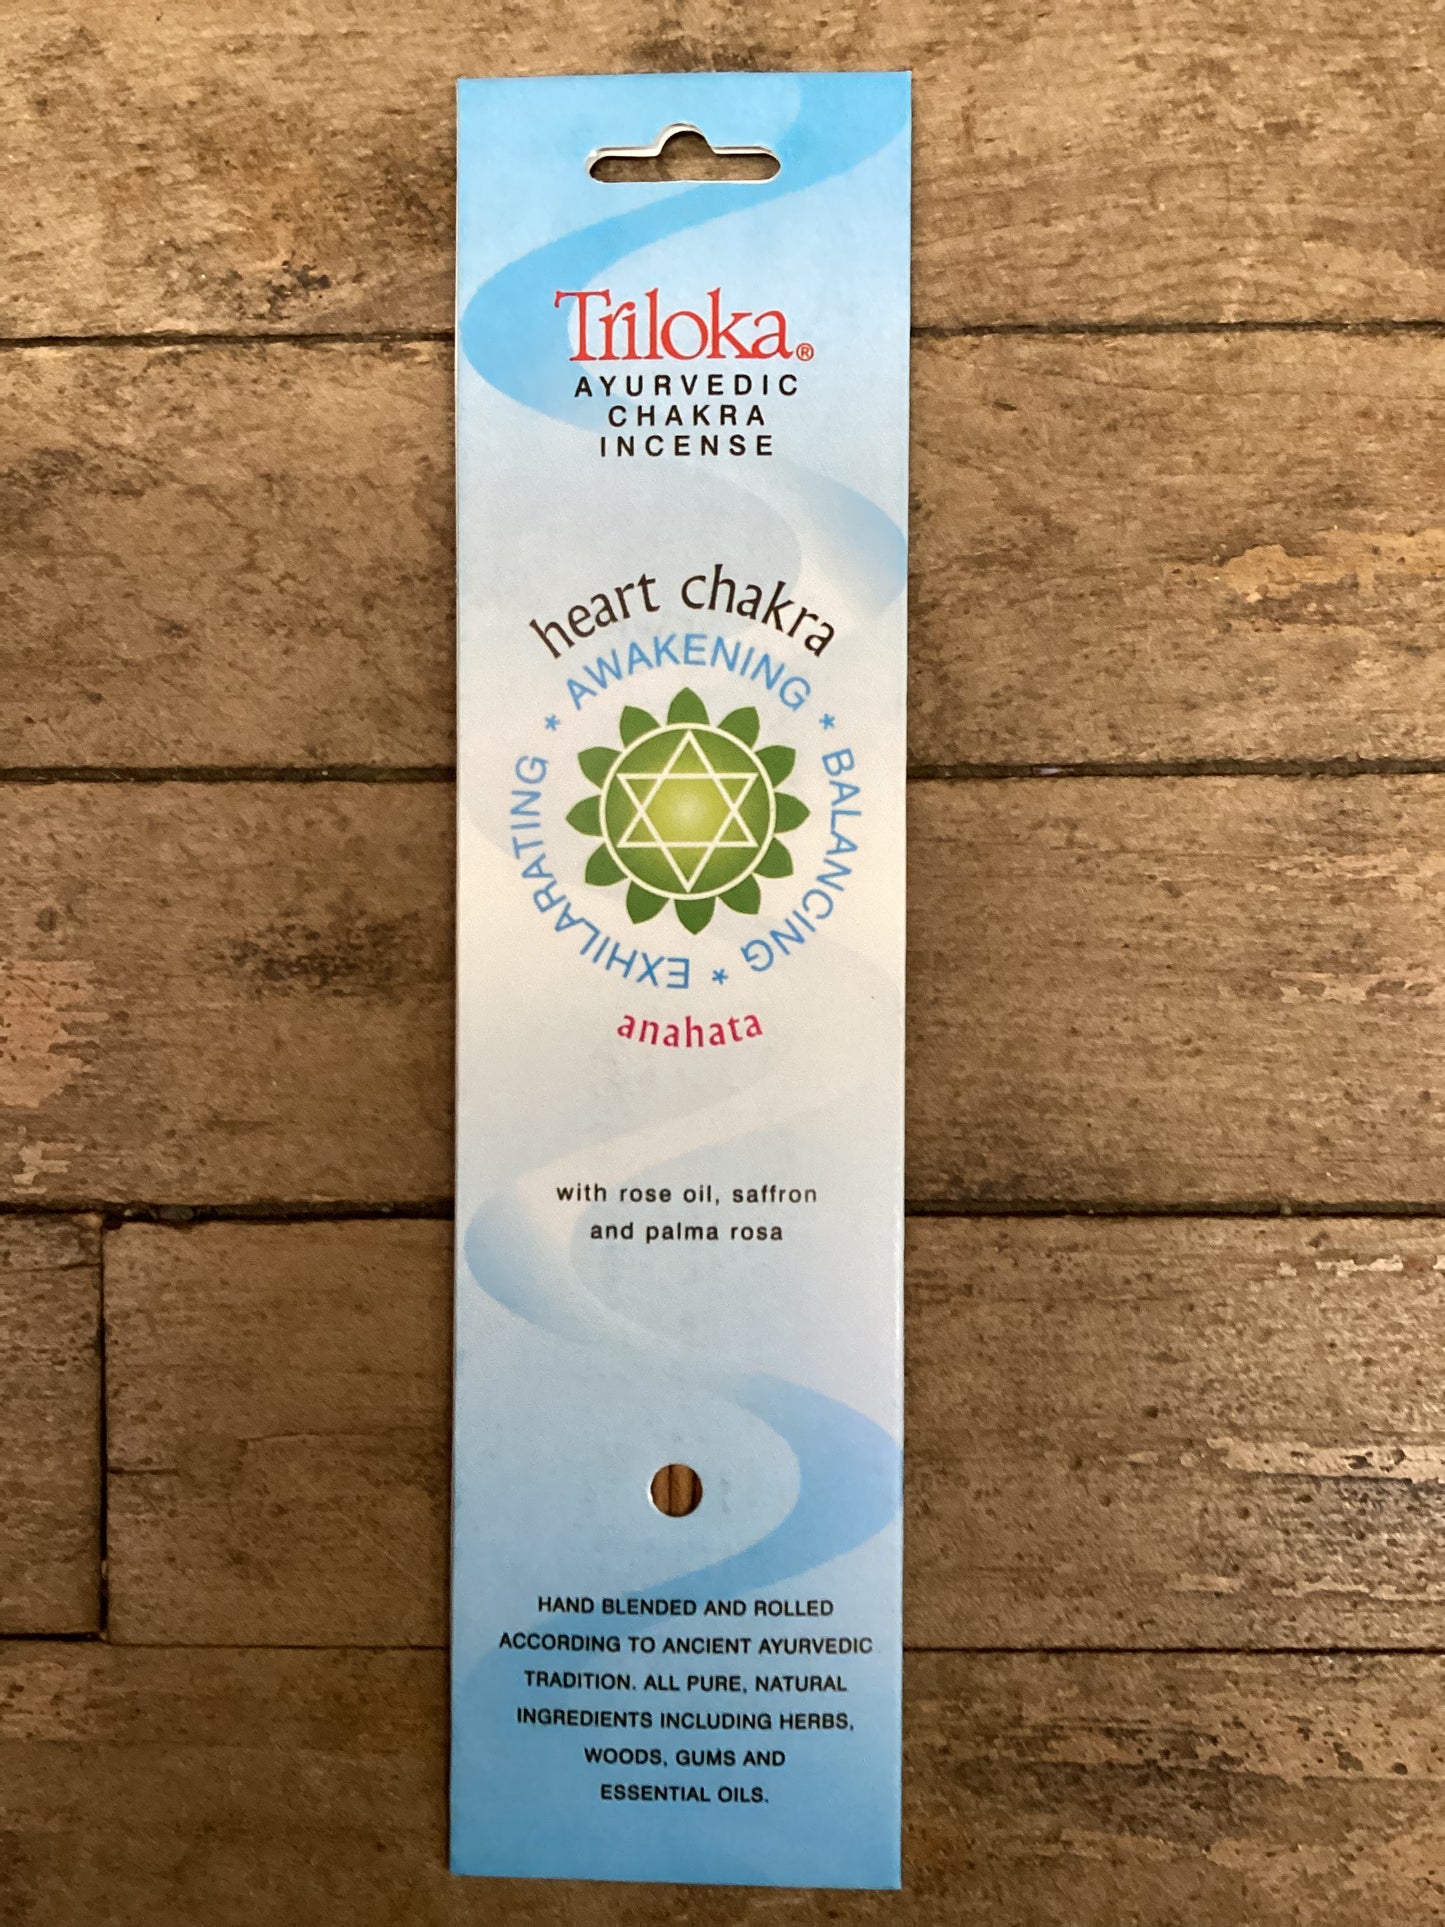 Triloka®
AYURVEDIC
CHAKRA
INCENSE
heart chakra
AWAKENING * BALANCING * EXHILARATING *
anahata
with rose oil, saffron
and palma rosa
HAND BLENDED AND ROLLED
ACCORDING TO ANCIENT AYURVEDIC
TRADITION. ALL PURE, NATURAL
INGREDIENTS INCLUDING HERBS,
WOODS, GUMS AND
ESSENTIAL OILS.